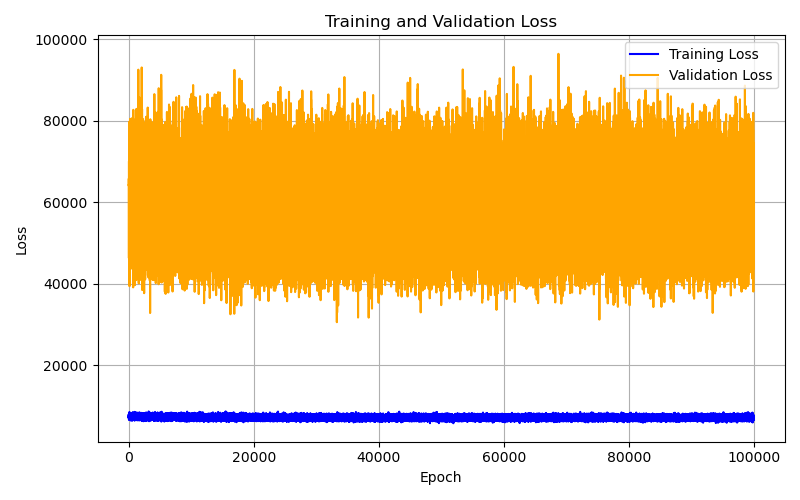 Training and Validation Loss
100000
80000
60000
40000
20000
Loss
Training Loss
Validation Loss
0
20000
40000
60000
80000
100000
Epoch